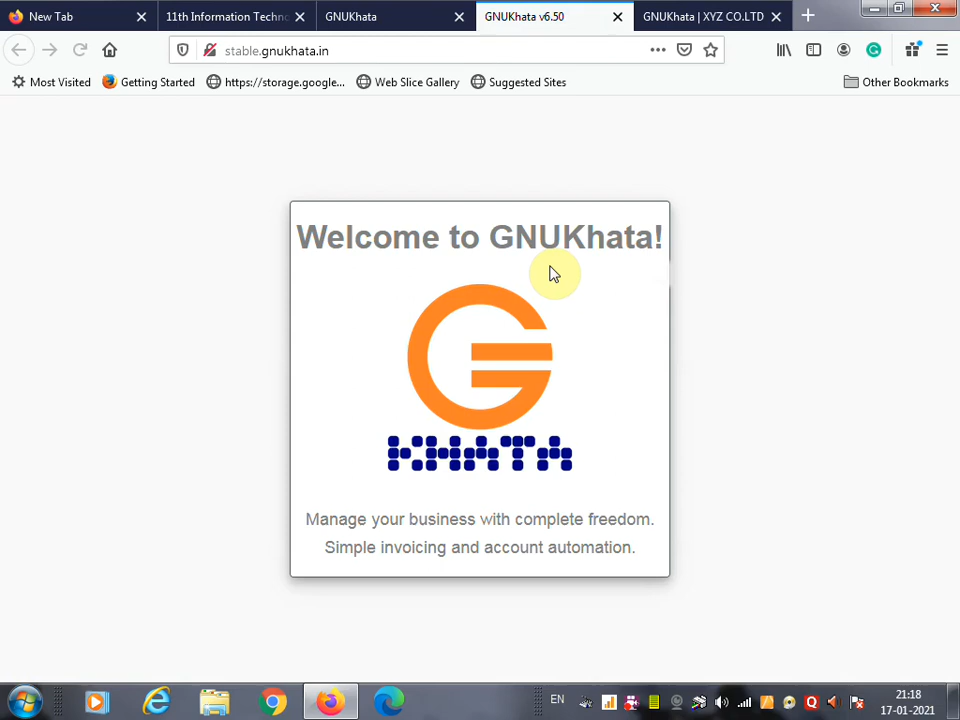 New Tab
11th Information Techno
GNUKhata
GNUKhata v6.50
GNUKhata | XYZ CO.LTD
stable.gnukhata.in
Most Visited
Getting Started
https://storage.google...
Web Slice Gallery
Suggested Sites
Other Bookmarks
Welcome to GNUKhata!
KHATA
Manage your business with complete freedom.
Simple invoicing and account automation.
EN
21:18
17-01-2021